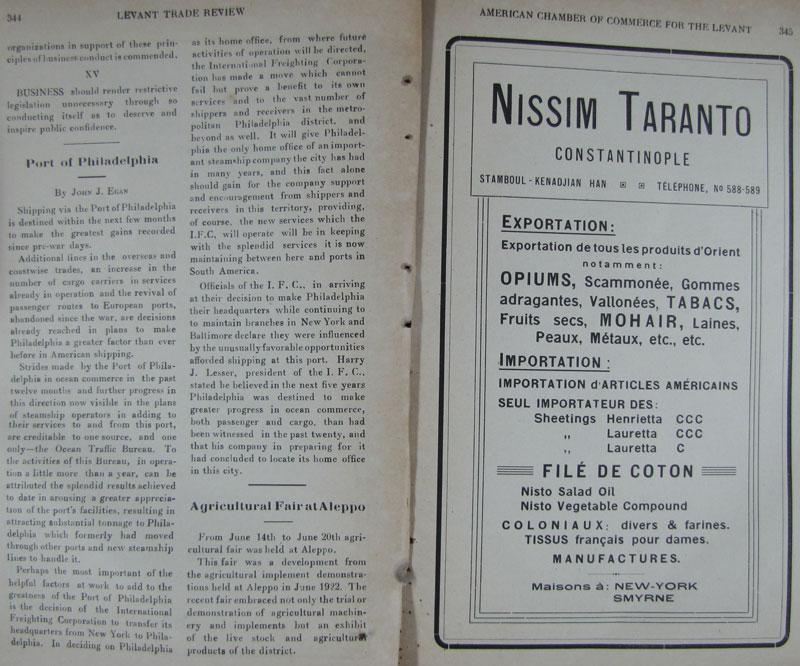 344
LEVANT TRADE REVIEW
organizations in support of these prin-
ciples of business conduct is commended.
XV
BUSINESS should render restrictive
legislation unnecessary through so
conducting itself as to deserve and
inspire public confidence.
Port of Philadelphia
By JOHN J. EGAN
Shipping via the Port of Philadelphia
is destined within the next few months
to make the greatest gains recorded
since pre-war days.
Additional lines in the overseas and
coastwise trades, an increase in the
number of cargo carriers in services
already in operation and the revival of
passenger routes to European ports,
abandoned since the war, are decisions
already reached in plans to make
Philadelphia a greater factor than ever
before in American shipping.
Strides made by the Port of Phila-
delphia in ocean commerce in the past
twelve months and further progress in
this direction now visible in the plans
of steamship operators in adding to
their services to and from this port,
are creditable to one source, and one
only—the Ocean Traffic Bureau. To
the activities of this Bureau, in opera-
tion a little more than a year, can be
attributed the splendid results achieved
to date in arousing a greater apprecia-
tion of the port's facilities, resulting in
attracting substantial tonnage to Phila-
delphia which formerly had moved
through other ports and new steamship
lines to handle it.
Perhaps the most important of the
helpful factors at work to add to the
greatness of the Port of Philadelphia
is the decision of the International
Freighting Corporation to transfer its
headquarters from New York to Phila-
delphia. In deciding on Philadelphia
as its home office, from where future
activities of operation will be directed,
the International Freighting Corpora-
tion has made a move which cannot
fail but prove a benefit to its own
services and to the vast number of
shippers and receivers in the metro-
politan Philadelphia district, and
beyond as well. It will give Philadel-
phia the only home office of an import-
ant steamship company the city has had
in many years, and this fact alone
should gain for the company support
and encouragement from shippers and
receivers in this territory, providing,
of course, the new services which the
I.F.C. will operate will be in keeping
with the splendid services it is now
maintaining between here and ports in
South America.
Officials of the I. F. C., in arriving
at their decision to make Philadelphia
their headquarters while continuing to
to maintain branches in New York and
Baltimore declare they were influenced
by the unusually favorable opportunities
afforded shipping at this port. Harry
J. Lesser, president of the I. F. C.,
stated he believed in the next five years
Philadelphia was destined to make
greater progress in ocean commerce,
both passenger and cargo, than had
been witnessed in the past twenty, and
that his company in preparing for it
had concluded to locate its home office
in this city.
Agricultural Fair at Aleppo
From June 14th to June 20th agri-
cultural fair was held at Aleppo.
This fair was a development from
the agricultural implement demonstra-
tions held at Aleppo in June 1922. The
recent fair embraced not only the trial or
demonstration of agricultural machin-
ery and implements but an exhibit
of the live stock and agricultural
products of the district.
AMERICAN CHAMBER OF COMMERCE FOR THE LEVANT
345
NISSIM TARANTO
CONSTANTINOPLE
STAMBOUL - KENADJIAN HAN TÉLÉPHONE, No 588-589
EXPORTATION:
Exportation de tous les produits d'Orient
notamment:
OPIUMS, Scammonée, Gommes
adragantes, Vallonées, TABACS,
Fruits secs, MOHAIR, Laines,
Peaux, Métaux, etc., etc.
IMPORTATION:
IMPORTATION d'ARTICLES AMÉRICAINS
SEUL IMPORTATEUR DES:
Sheetings Henrietta CCC
,, Lauretta CCC
,, Lauretta C
FILÉ DE COTON
Nisto Salad Oil
Nisto Vegetable Compound
COLONIAUX: divers & farines.
TISSUS français pour dames.
MANUFACTURES.
Maisons à: NEW-YORK
SMYRNE